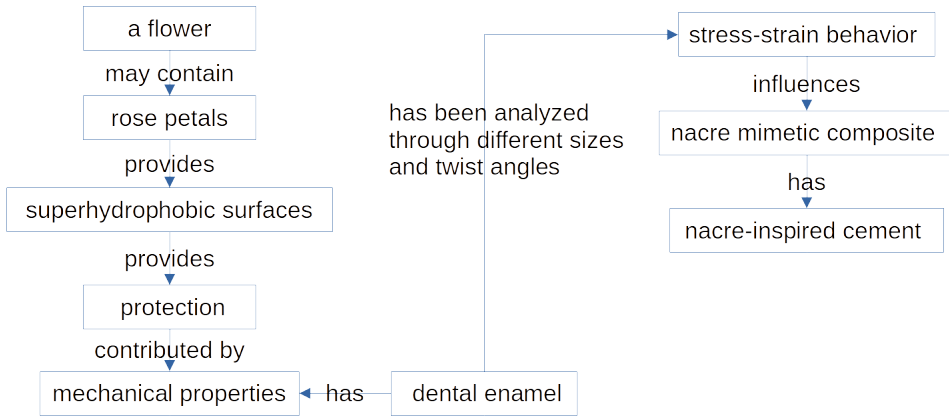 a flower
may contain
rose petals
provides
superhydrophobic surfaces
provides
protection
contributed by
mechanical properties
has
dental enamel
has been analyzed
through different sizes
and twist angles
stress-strain behavior
influences
nacre mimetic composite
has
nacre-inspired cement